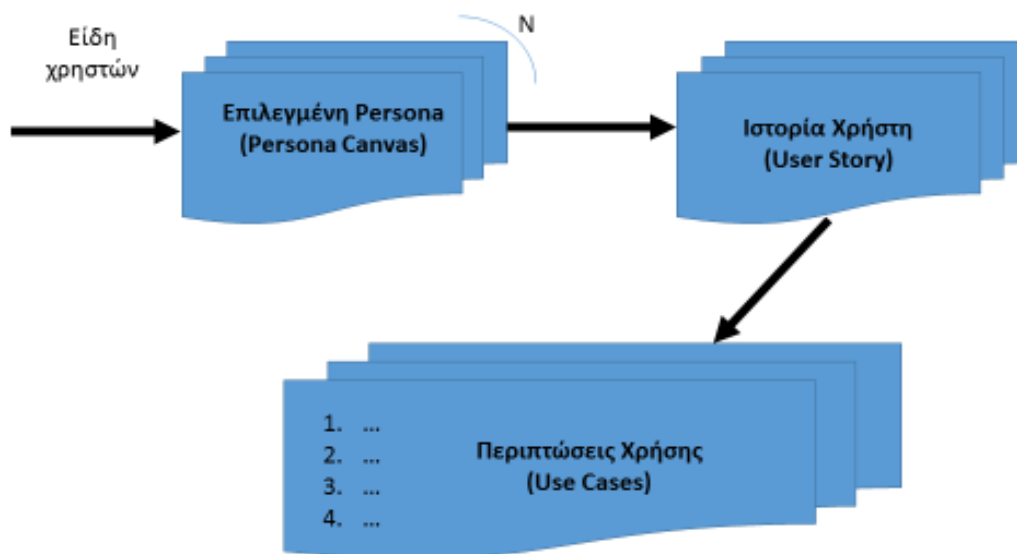 Είδη
χρηστών
N
Επιλεγμένη Persona
(Persona Canvas)
Ιστορία Χρήστη
(User Story)
1. ...
2. ...
3. ...
4. ...
Περιπτώσεις Χρήσης
(Use Cases)